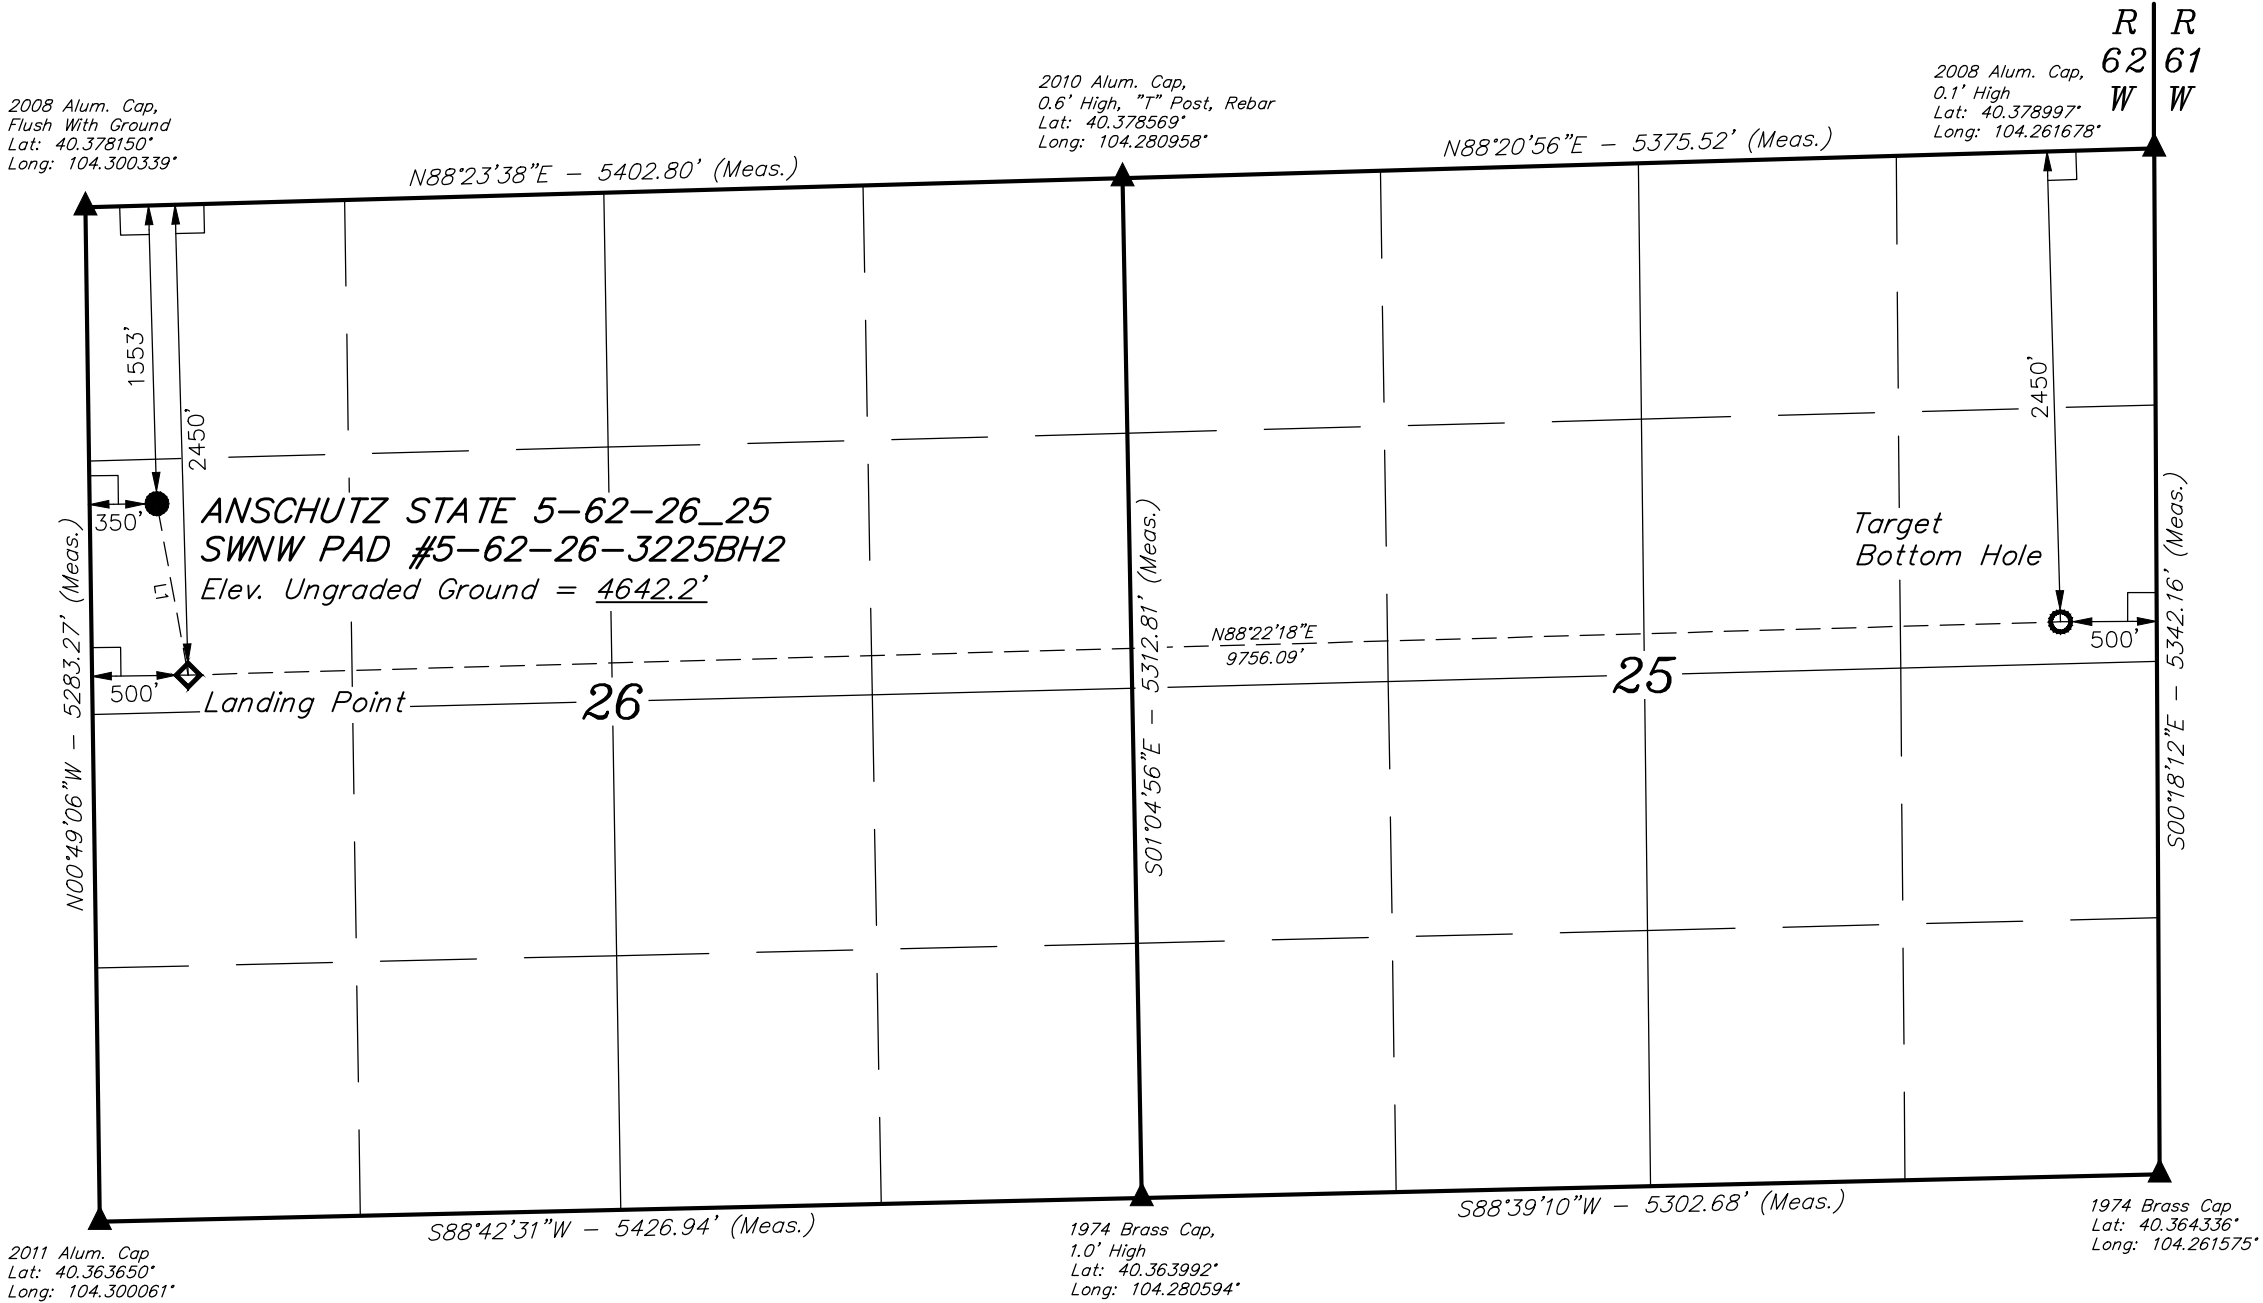 R R
62 61
W W
2008 Alum. Cap,
Flush With Ground
Lat: 40.378150°
Long: 104.300339°
2010 Alum. Cap,
0.6' High, "T" Post, Rebar
Lat: 40.378569°
Long: 104.280958°
2008 Alum. Cap,
0.1' High
Lat: 40.378997°
Long: 104.261678°
N88°23'38"E – 5402.80' (Meas.)
N88°20'56"E – 5375.52' (Meas.)
1553'
2450'
2450'
350'
ANSCHUTZ STATE 5-62-26_25
SWNW PAD #5-62-26-3225BH2
Elev. Ungraded Ground = 4642.2'
L1
Target
Bottom Hole
500'
500'
N88°22'18"E
9756.09'
Landing Point
26
25
N00°49'06"W – 5283.27' (Meas.)
S01°04'56"E – 5312.81' (Meas.)
S00°18'12"E – 5342.16' (Meas.)
S88°42'31"W – 5426.94' (Meas.)
S88°39'10"W – 5302.68' (Meas.)
2011 Alum. Cap
Lat: 40.363650°
Long: 104.300061°
1974 Brass Cap,
1.0' High
Lat: 40.363992°
Long: 104.280594°
1974 Brass Cap
Lat: 40.364336°
Long: 104.261575°